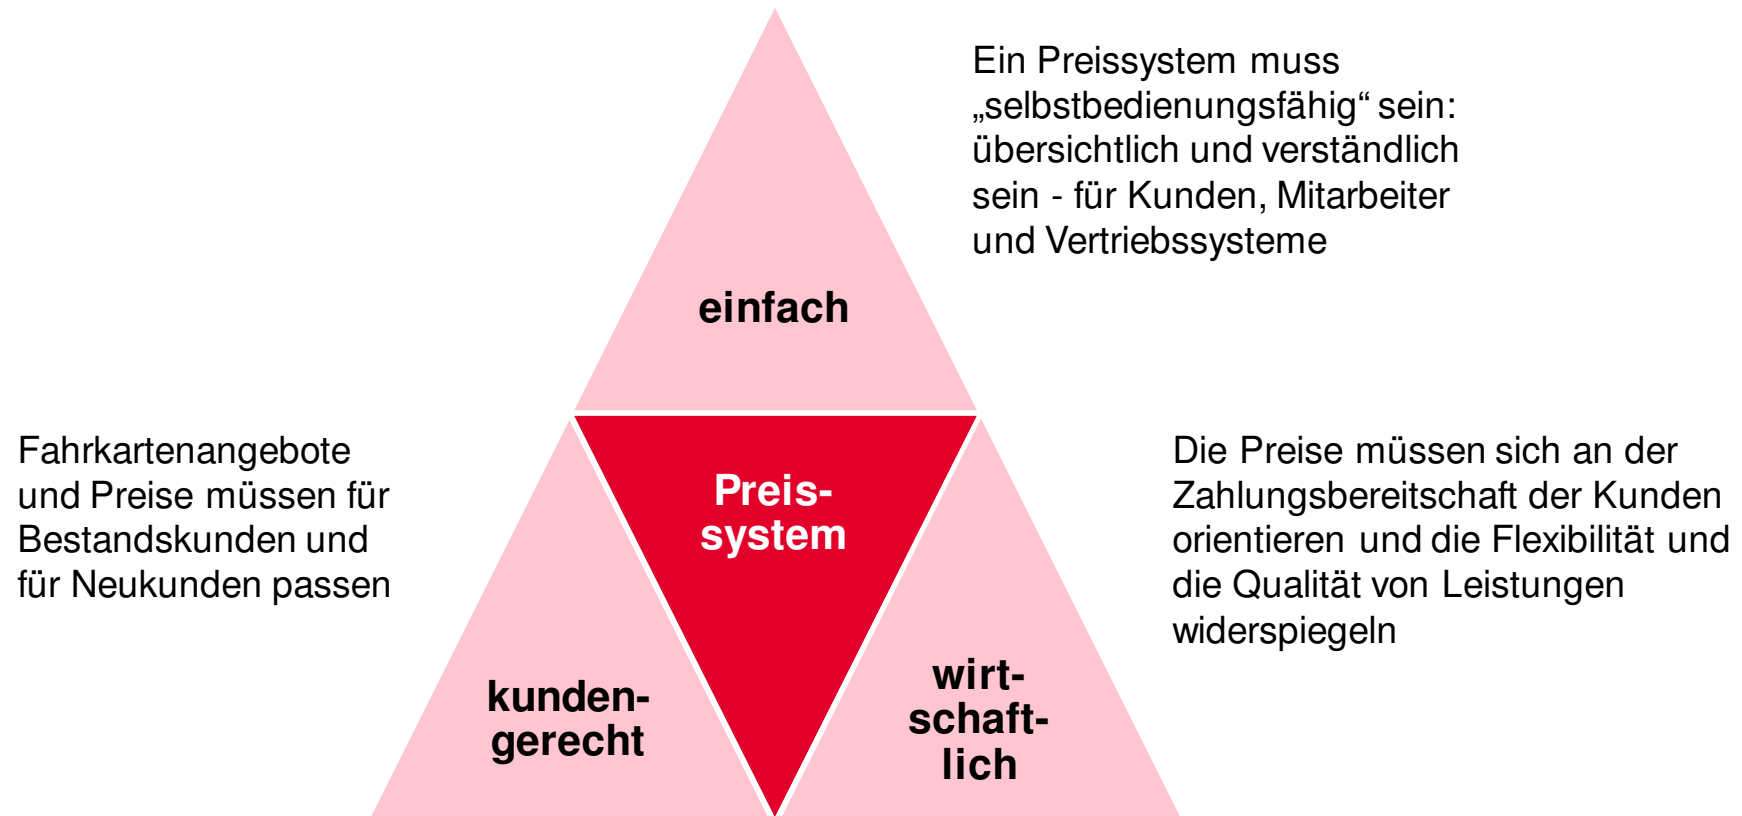 Ein Preissystem muss
„selbstbedienungsfähig“ sein:
übersichtlich und verständlich
sein - für Kunden, Mitarbeiter
und Vertriebssysteme
einfach
Fahrkartenangebote
und Preise müssen für
Bestandskunden und
für Neukunden passen
Preis-
system
Die Preise müssen sich an der
Zahlungsbereitschaft der Kunden
orientieren und die Flexibilität und
die Qualität von Leistungen
widerspiegeln
kunden-
gerecht
wirt-
schaft-
lich